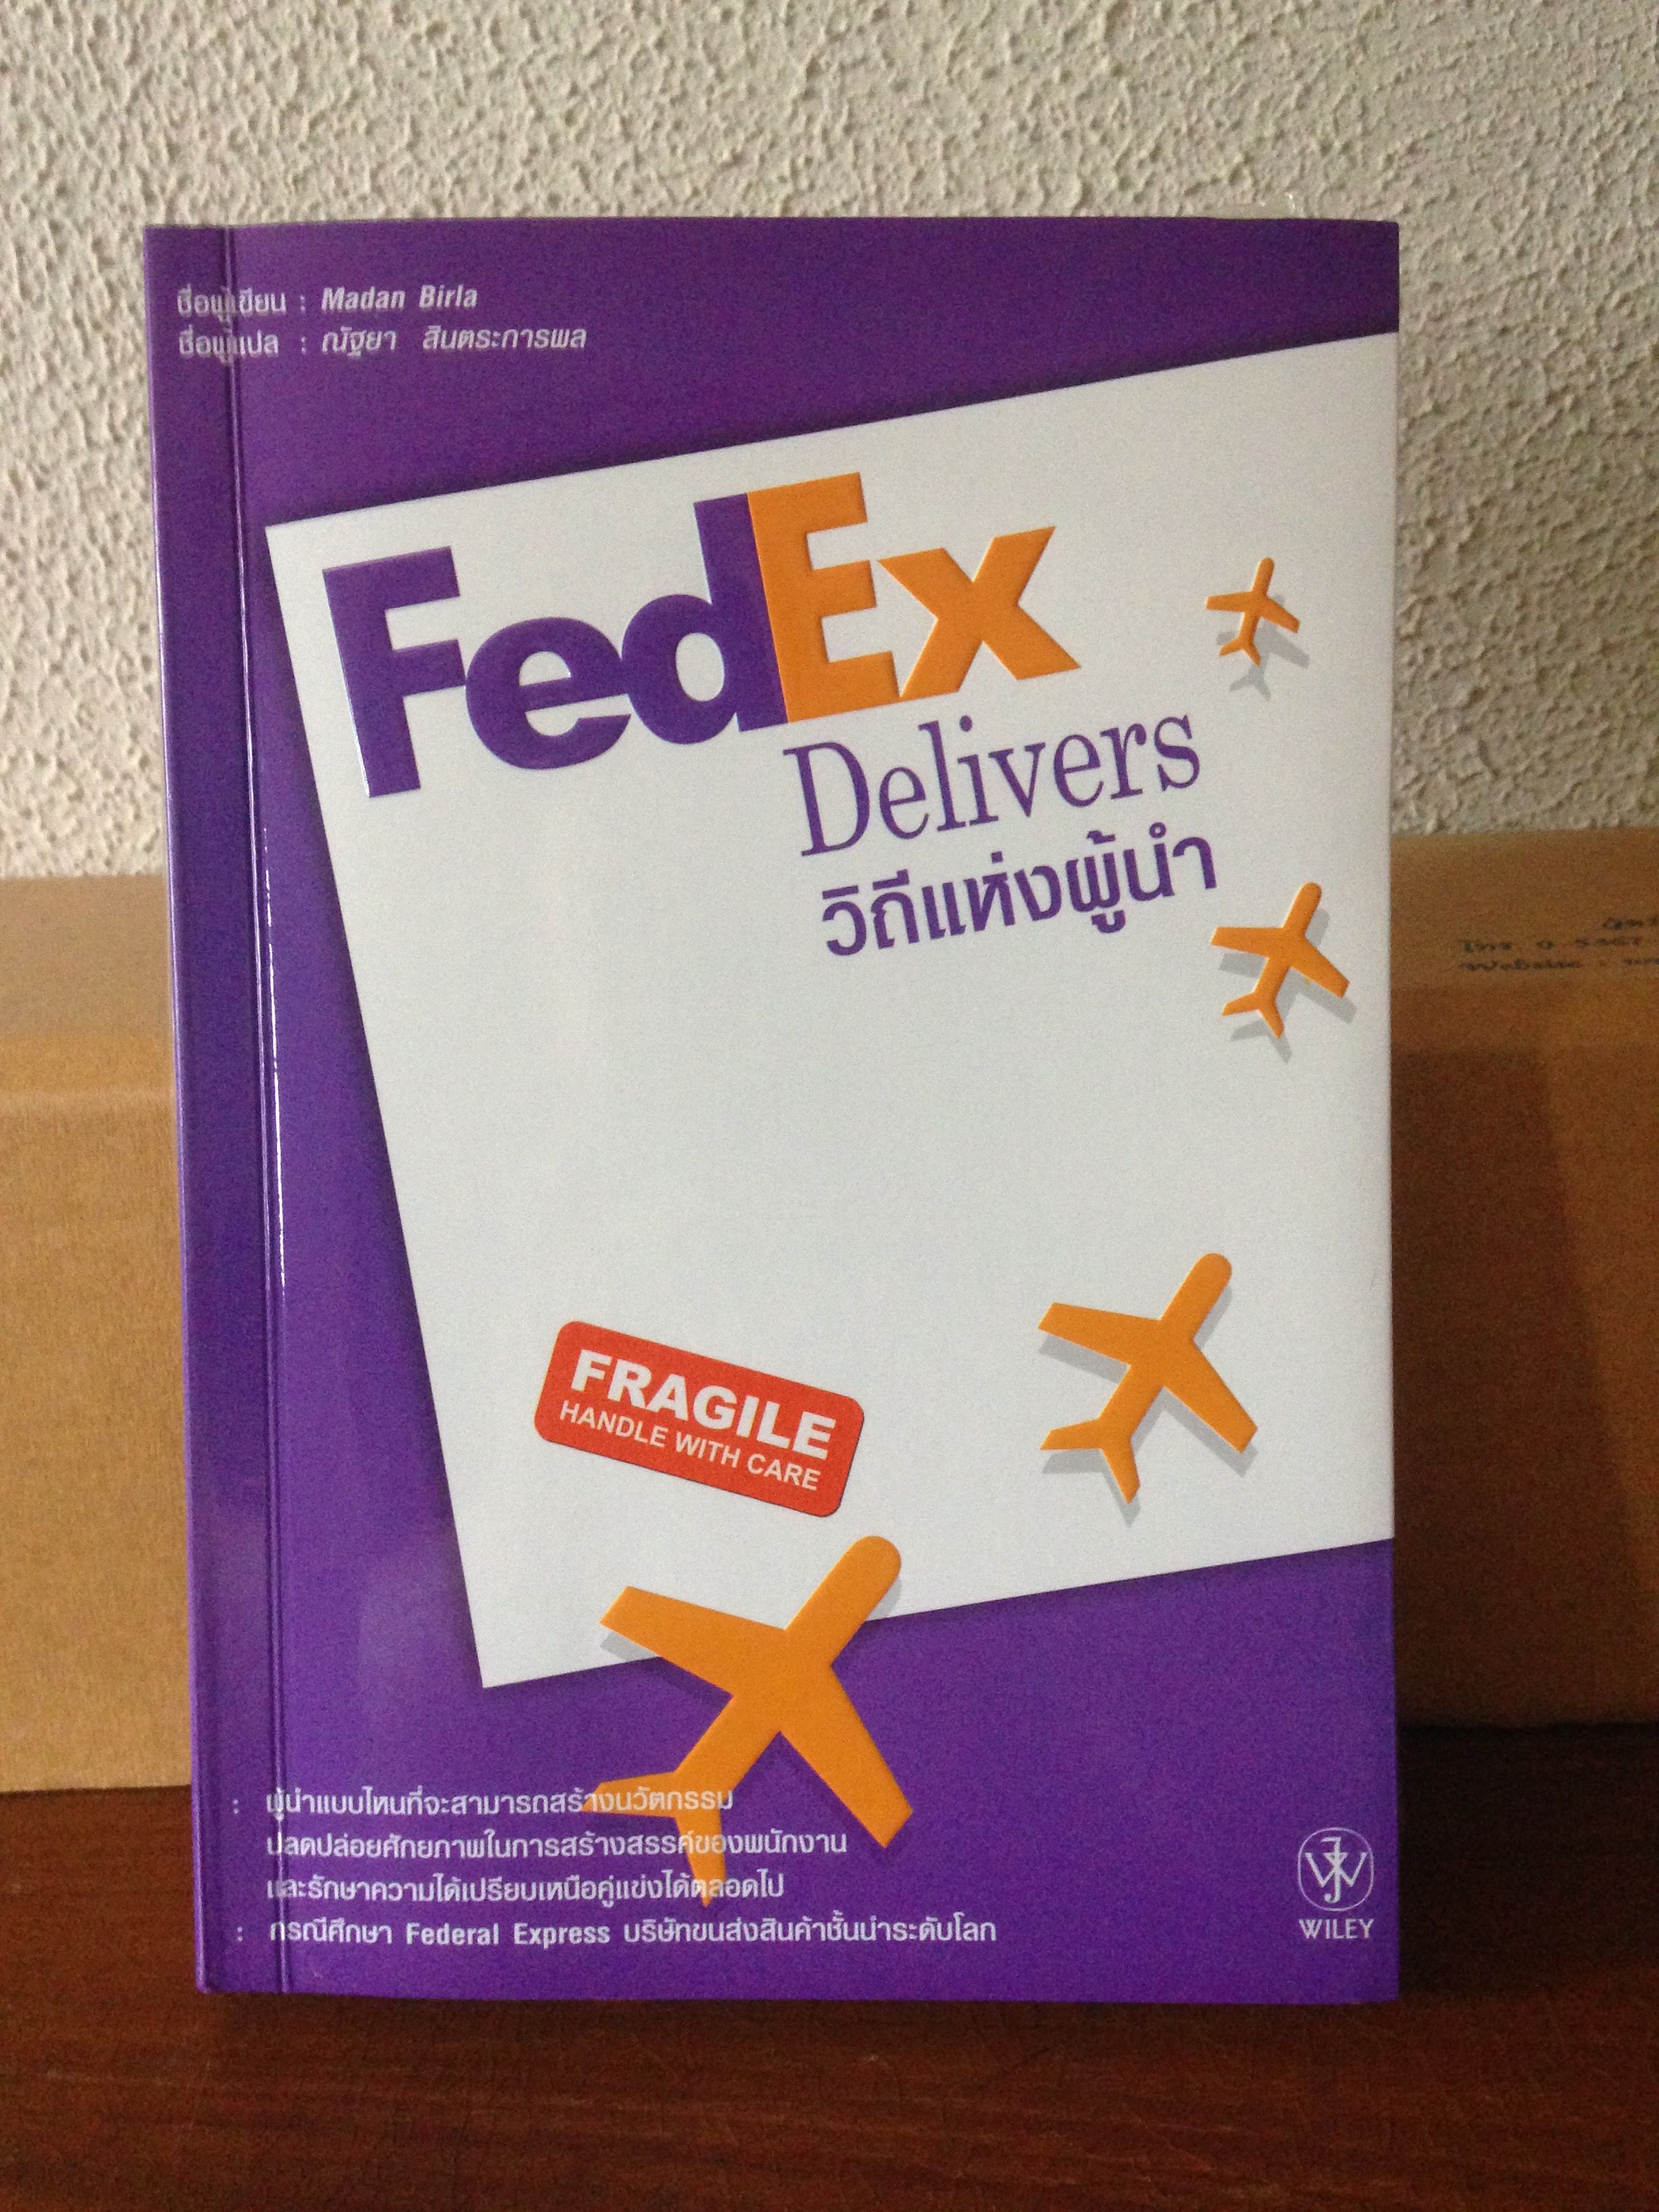 ชื่อผู้เขียน : Madan Birla
ชื่อผู้แปล : ณัฐยา สินตระการผล
FedEx
Delivers
วิถีแห่งผู้นำ
FRAGILE
HANDLE WITH CARE
: ผู้นำแบบไหนที่จะสามารถสร้างนวัตกรรม
ปลดปล่อยศักยภาพในการสร้างสรรค์ของพนักงาน
และรักษาความได้เปรียบเหนือคู่แข่งได้ตลอดไป
: กรณีศึกษา Federal Express บริษัทขนส่งสินค้าชั้นนำระดับโลก
WILEY